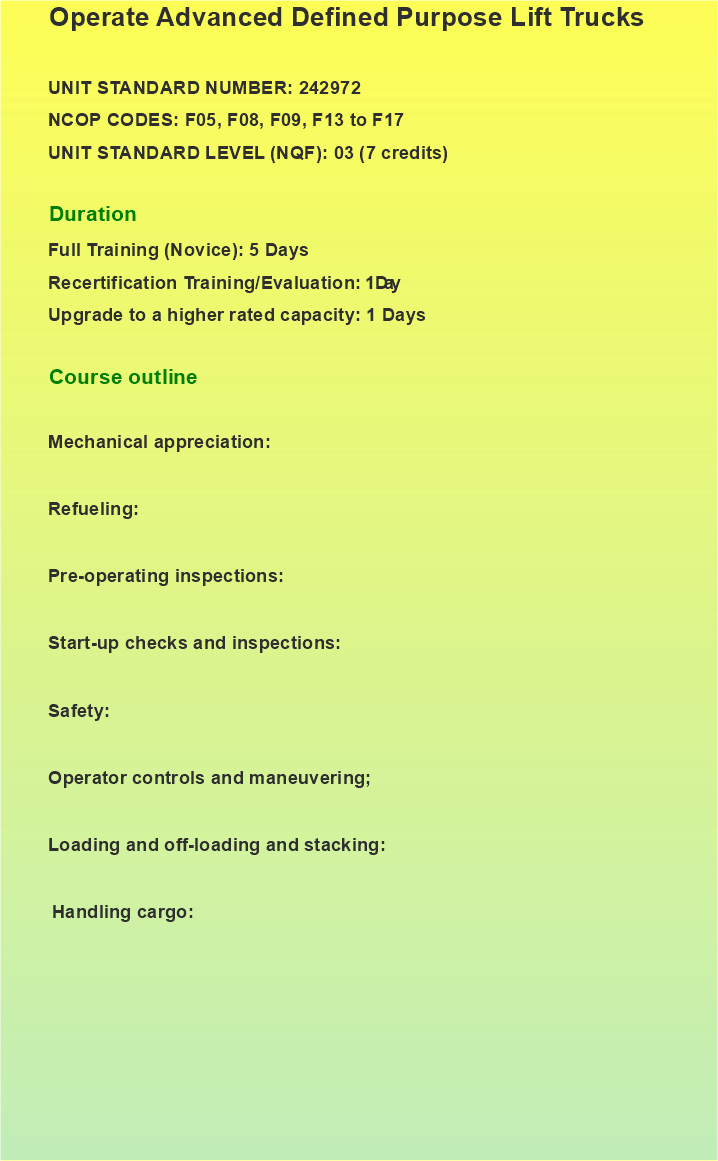 Operate Advanced Defined Purpose Lift Trucks
UNIT STANDARD NUMBER: 242972
NCOP CODES: F05, F08, F09, F13 to F17
UNIT STANDARD LEVEL (NQF): 03 (7 credits)
Duration
Full Training (Novice): 5 Days
Recertification Training/Evaluation: 1Day
Upgrade to a higher rated capacity: 1 Days
Course outline
Mechanical appreciation:
Refueling:
Pre-operating inspections:
Start-up checks and inspections:
Safety:
Operator controls and maneuvering;
Loading and off-loading and stacking:
Handling cargo: